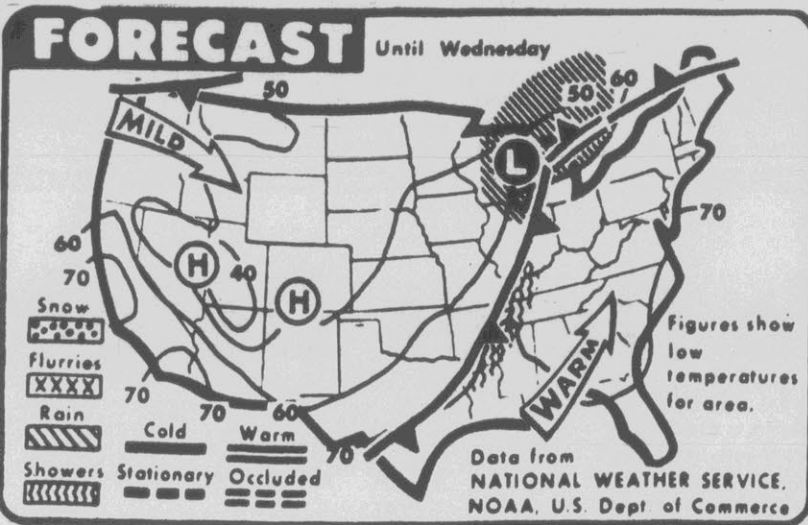 FORECAST Until Wednesday
50
50 60
MILD
L
70
60
H 40
70
H
Snow
Flurries
Figures show
low
temperatures
for area.
WARM
Rain
70 70 60
Cold Warm
70
Showers Stationary Occluded
Data from
NATIONAL WEATHER SERVICE,
NOAA, U.S. Dept. of Commerce